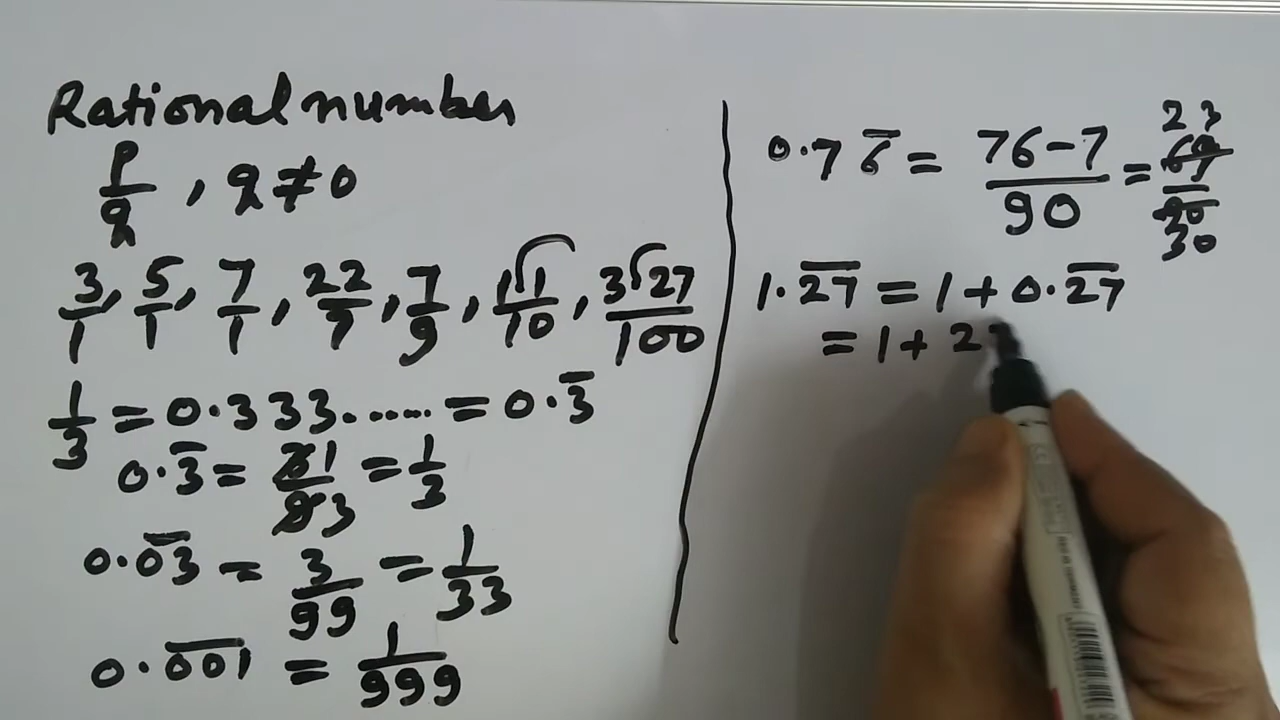 Rational number
p/q , q ≠ 0
3/1, 5/1, 7/1, 22/7, 7/9, 11/10, 327/100
1/3 = 0.333...... = 0.3̅
0.3̅ = 31/93 = 1/3
0.0̅3̅ = 3/99 = 1/33
0.0̅0̅1̅ = 1/999
0.76̅ = 76-7/90 = 23 69/90 30
1.2̅7̅ = 1 + 0.2̅7̅
= 1 + 2